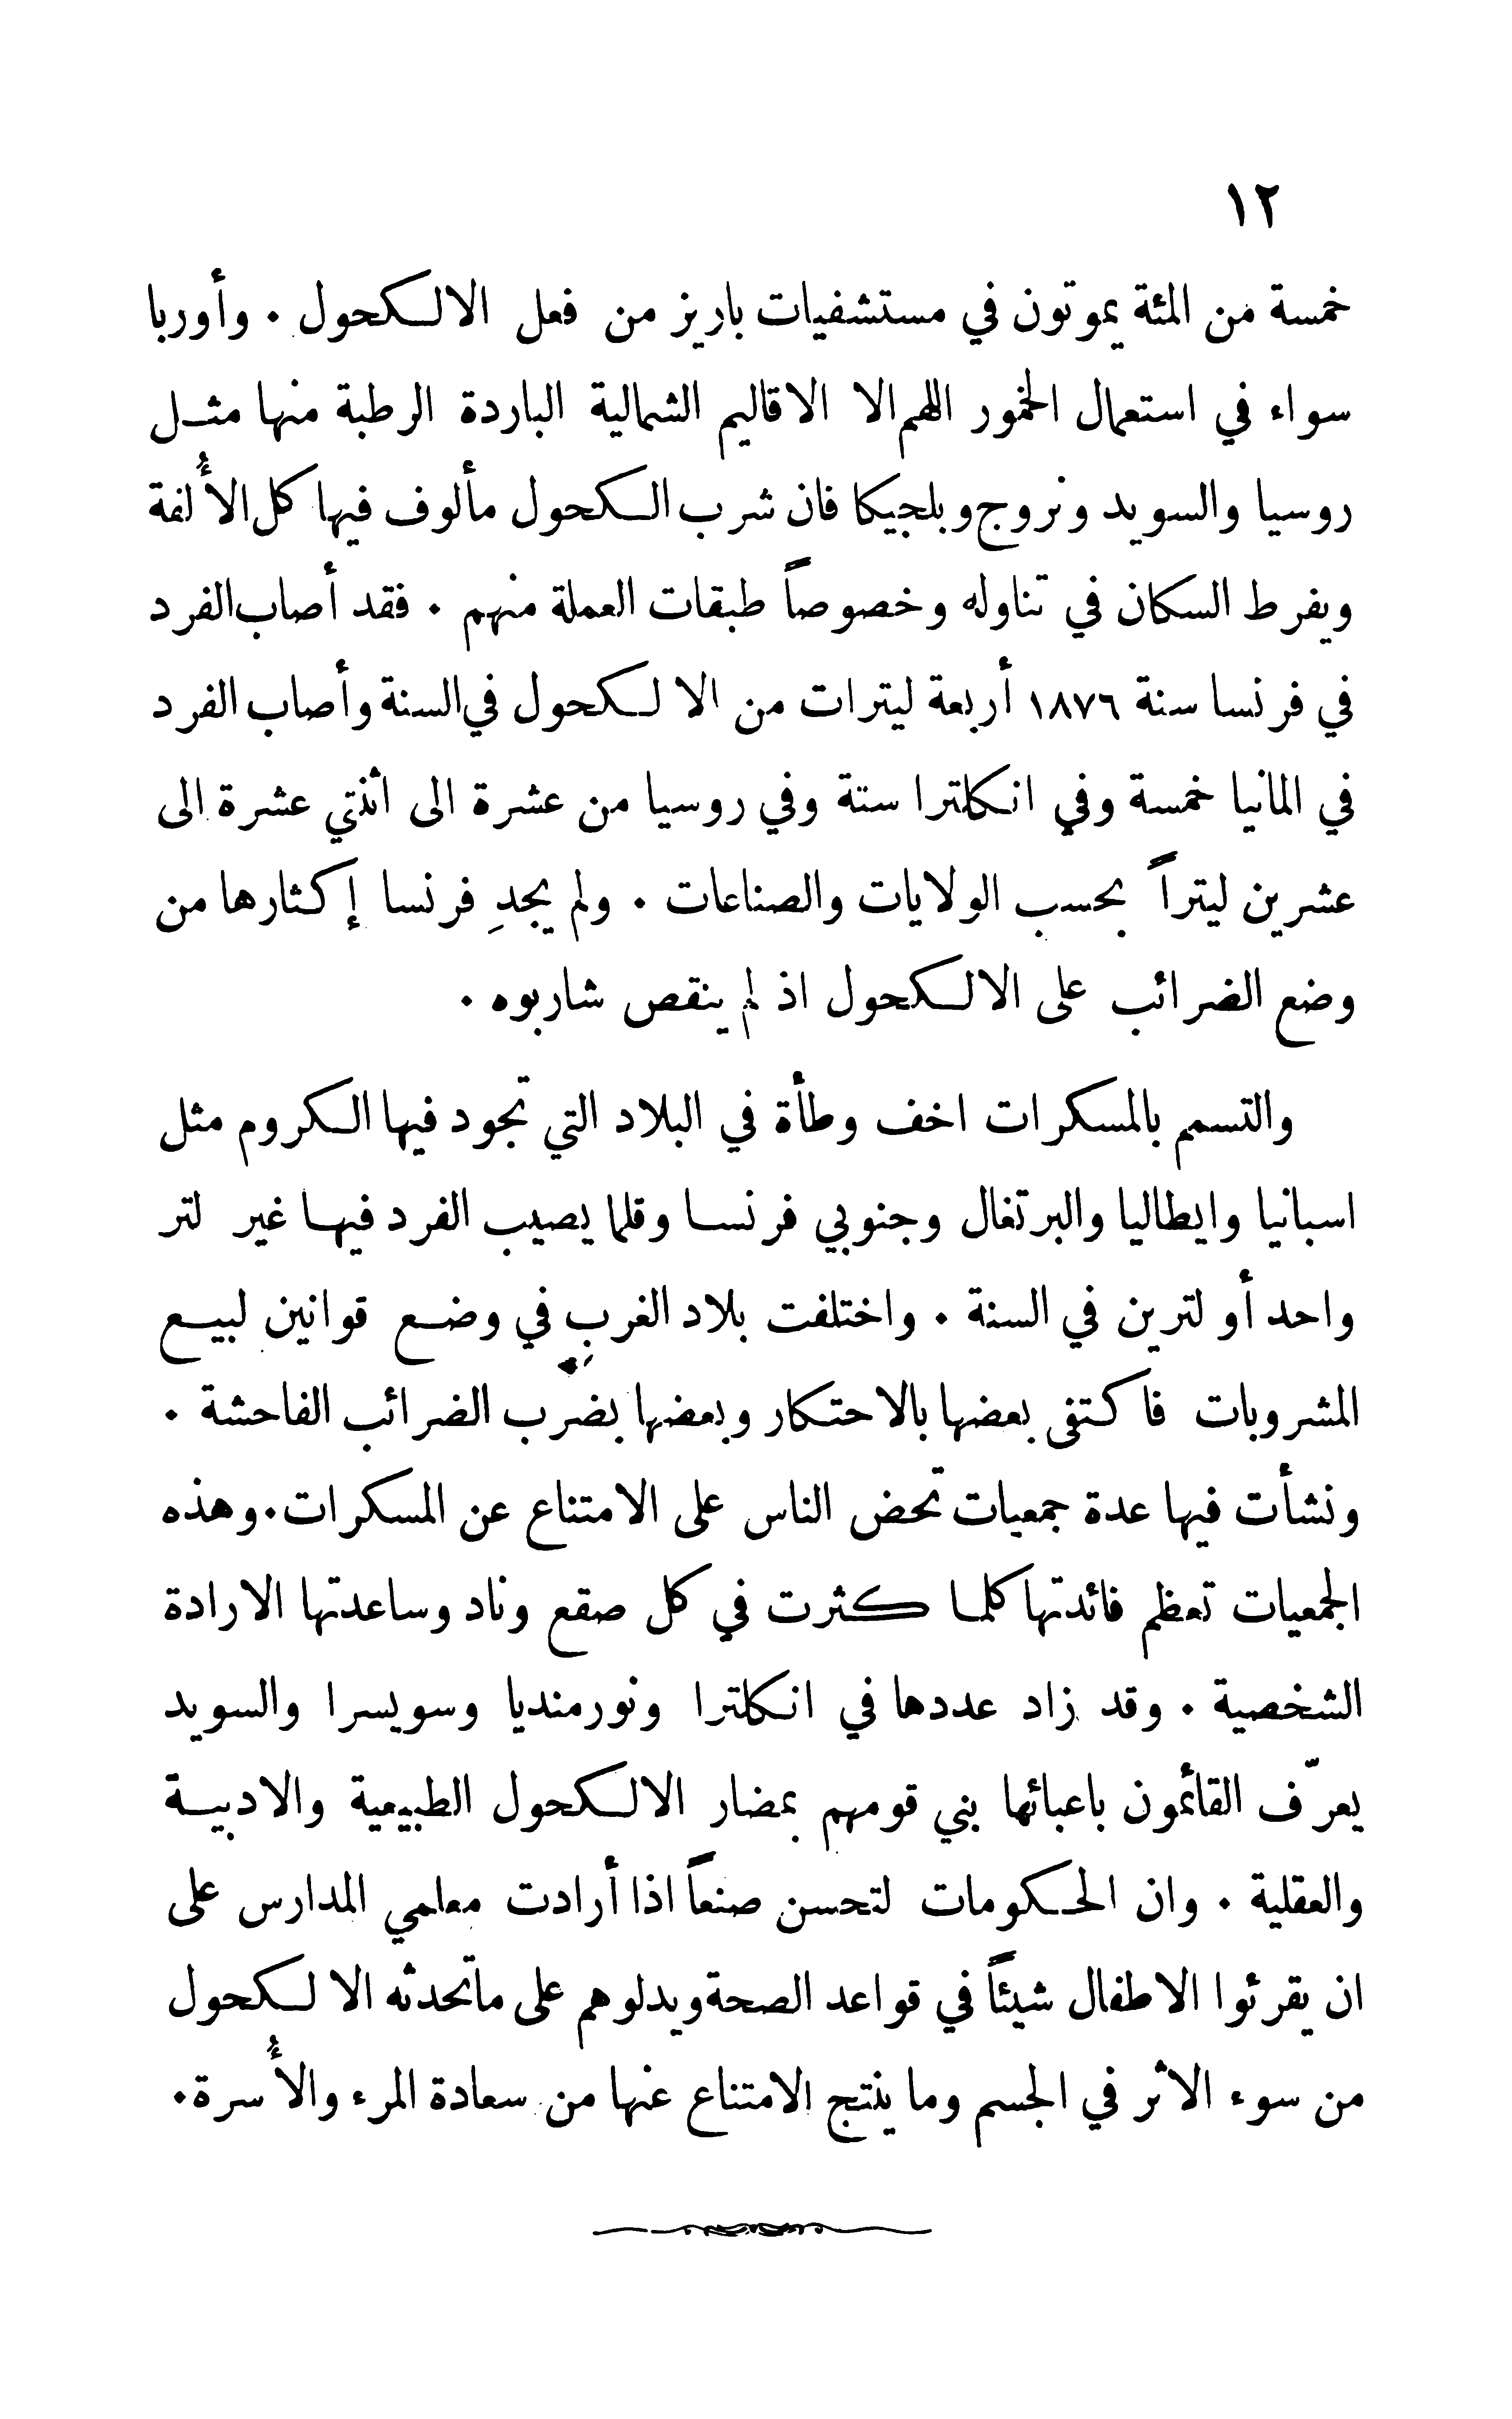 ١٢
خمسة من المئة يموتون في مستشفيات باريز من فعل الالكحول . وأوربا
سواء في استعمال الخمور اللهم الا الاقاليم الشمالية الباردة الرطبة منها مثل
روسيا والسويد ونروج وبلجيكا فان شرب الكحول مألوف فيها كل الأُلفة
ويفرط السكان في تناوله وخصوصاً طبقات العملة منهم . فقد أصاب الفرد
في فرنسا سنة ١٨٧٦ أربعة ليترات من الالكحول في السنة وأصاب الفرد
في المانيا خمسة وفي انكلترا ستة وفي روسيا من عشرة الى اثنتي عشرة الى
عشرين ليتراً بحسب الولايات والصناعات . ولم يجدِ فرنسا إكثارها من
وضع الضرائب على الالكحول اذ لم ينقص شاربوه .
والتسمم بالمسكرات اخف وطأة في البلاد التي تجود فيها الكروم مثل
اسبانيا وايطاليا والبرتغال وجنوبي فرنسا وقلما يصيب الفرد فيها غير لتر
واحد أو لترين في السنة . واختلفت بلاد الغربِ في وضع قوانين لبيع
المشروبات فاكتفى بعضها بالاحتكار وبعضها بضرب الضرائب الفاحشة .
ونشأت فيها عدة جمعيات تحض الناس على الامتناع عن المسكرات. وهذه
الجمعيات تعظم فائدتها كلما كثرت في كل صقع وناد وساعدتها الارادة
الشخصية . وقد زاد عددها في انكلترا ونورمنديا وسويسرا والسويد
يعرّف القائمون باعبائها بني قومهم بمضار الالكحول الطبيعية والادبية
والعقلية . وان الحكومات لتحسن صنعاً اذا أرادت معلمي المدارس على
ان يقرئوا الاطفال شيئاً في قواعد الصحة ويدلوهم على ماتحدثه الالكحول
من سوء الاثر في الجسم وما ينتج الامتناع عنها من سعادة المرء والأُسرة.